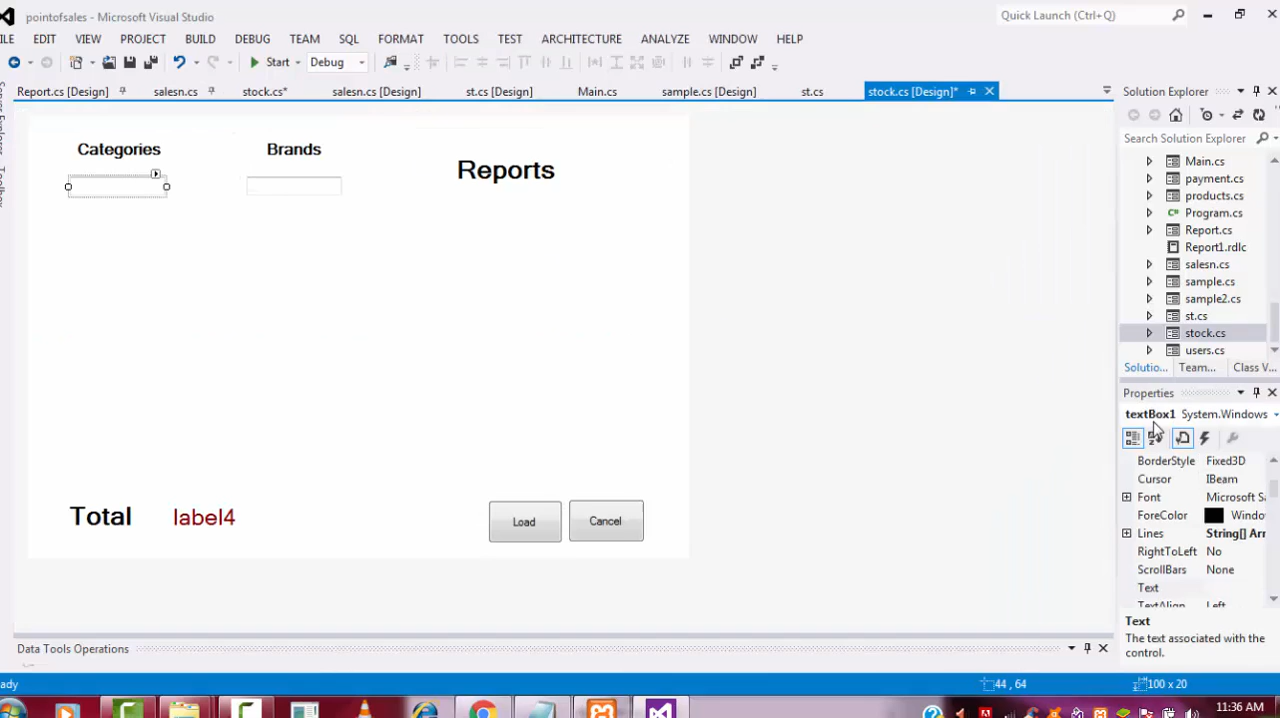 pointofsales - Microsoft Visual Studio
Quick Launch (Ctrl+Q)
ILE EDIT VIEW PROJECT BUILD DEBUG TEAM SQL FORMAT TOOLS TEST ARCHITECTURE ANALYZE WINDOW HELP
Start Debug
Report.cs [Design] salesn.cs stock.cs* salesn.cs [Design] st.cs [Design] Main.cs sample.cs [Design] st.cs stock.cs [Design]*
Solution Explorer
Search Solution Explorer
Main.cs
payment.cs
products.cs
Program.cs
Report.cs
Report1.rdlc
salesn.cs
sample.cs
sample2.cs
st.cs
stock.cs
users.cs
Solutio... Team... Class V...
Server Explorer Toolbox
Categories Brands
Reports
Total label4
Load Cancel
Properties
textBox1 System.Windows
BorderStyle Fixed3D
Cursor IBeam
Font Microsoft Sa
ForeColor Windo
Lines String[] Arr
RightToLeft No
ScrollBars None
Text
TextAlign Left
Text
The text associated with the
control.
Data Tools Operations
eady
44 , 64
100 x 20
11:36 AM